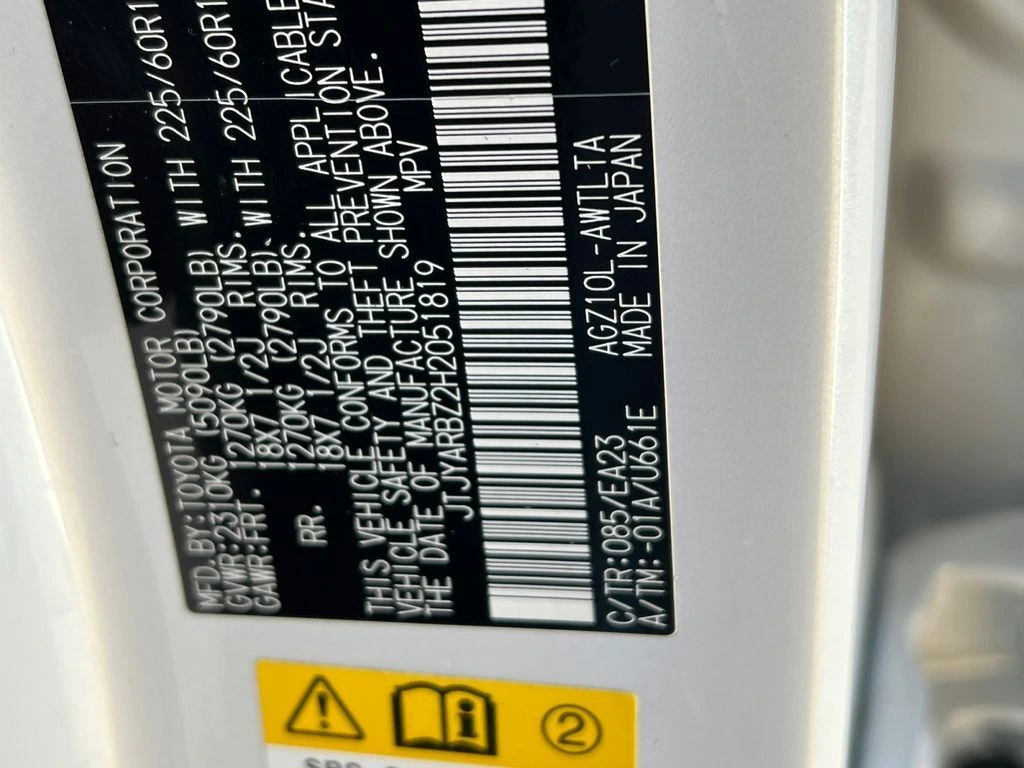 MFD.BY:TOYOTA MOTOR CORPORATION
GVWR:2310KG (5090LB)
GAWR:FRT. 1270KG (2790LB) WITH 225/60R1
18X7 1/2J RIMS.
RR. 1270KG (2790LB) WITH 225/60R1
18X7 1/2J RIMS.
THIS VEHICLE CONFORMS TO ALL APPLICABLE
VEHICLE SAFETY AND THEFT PREVENTION STA
THE DATE OF MANUFACTURE SHOWN ABOVE.
JTJYARBZ2H2051819 MPV
C/TR:085/EA23 AGZ10L-AWTLTA
A/TM:-01A/U661E MADE IN JAPAN
2